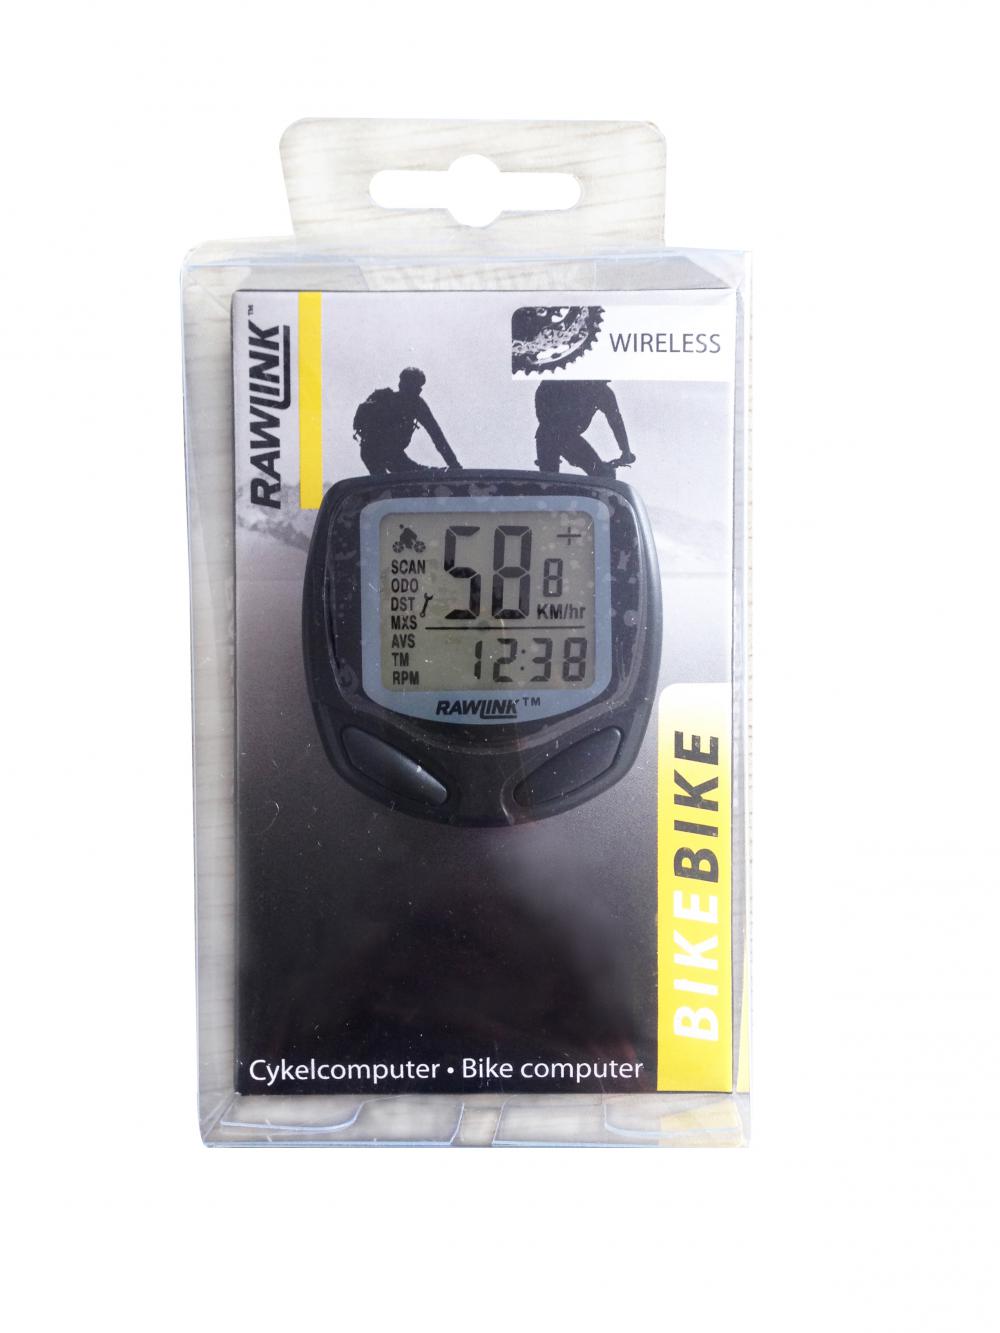 RAWLINK™
WIRELESS
SCAN
ODO
DST
MXS
AVS
TM
RPM
58 8
+
KM/hr
12:38
RAWLINK™
BIKEBIKE
Cykelcomputer • Bike computer